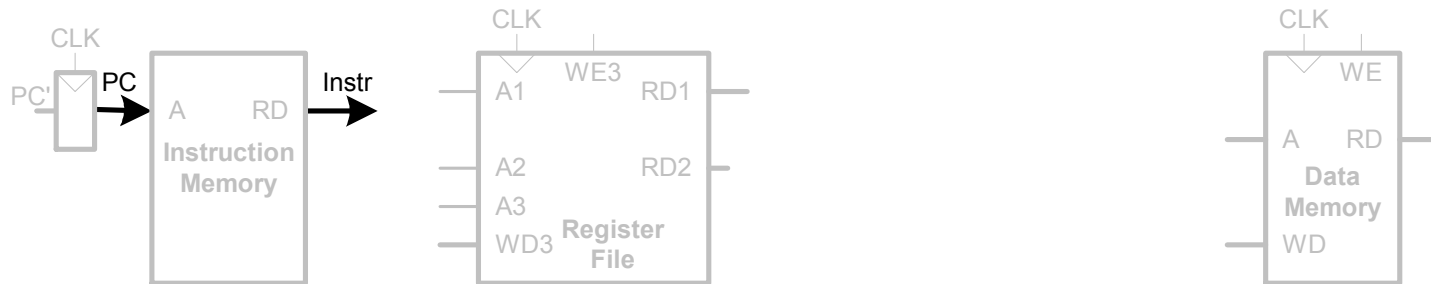 CLK
PC'
PC
A
RD
Instruction
Memory
Instr
CLK
WE3
A1
RD1
A2
RD2
A3
WD3
Register
File
CLK
WE
A
RD
Data
Memory
WD